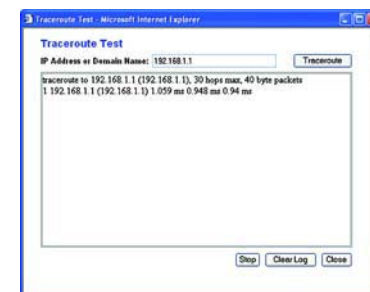 Traceroute Test - Microsoft Internet Explorer
Traceroute Test
IP Address or Domain Name: 192.168.1.1 Traceroute
traceroute to 192.168.1.1 (192.168.1.1), 30 hops max, 40 byte packets
1 192.168.1.1 (192.168.1.1) 1.059 ms 0.948 ms 0.94 ms
Stop Clear Log Close